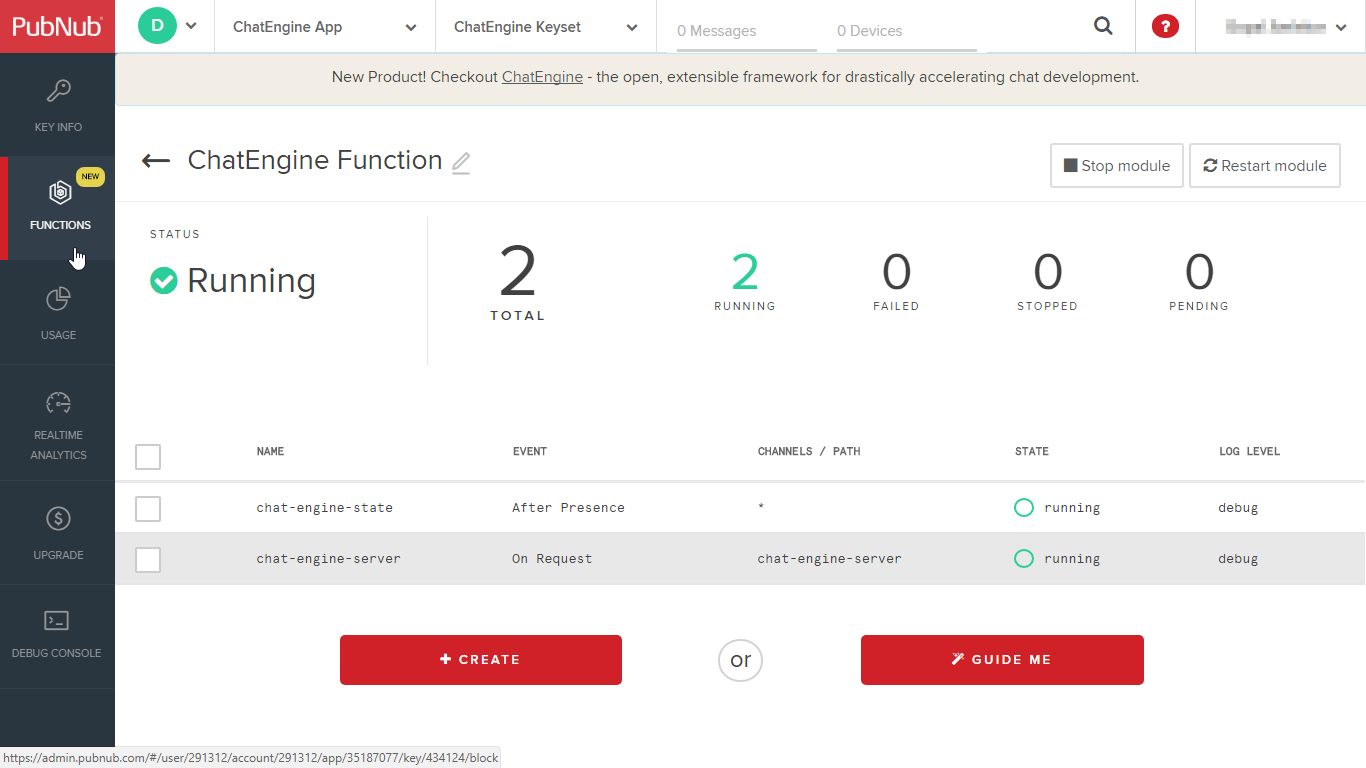 PubNub
D
ChatEngine App
ChatEngine Keyset
0 Messages
0 Devices
?
New Product! Checkout ChatEngine - the open, extensible framework for drastically accelerating chat development.
KEY INFO
NEW
FUNCTIONS
USAGE
REALTIME
ANALYTICS
UPGRADE
DEBUG CONSOLE
ChatEngine Function
Stop module
Restart module
STATUS
Running
2
TOTAL
2
RUNNING
0
FAILED
0
STOPPED
0
PENDING
NAME EVENT CHANNELS / PATH STATE LOG LEVEL
chat-engine-state After Presence * running debug
chat-engine-server On Request chat-engine-server running debug
+ CREATE
or
GUIDE ME
https://admin.pubnub.com/#/user/291312/account/291312/app/35187077/key/434124/block